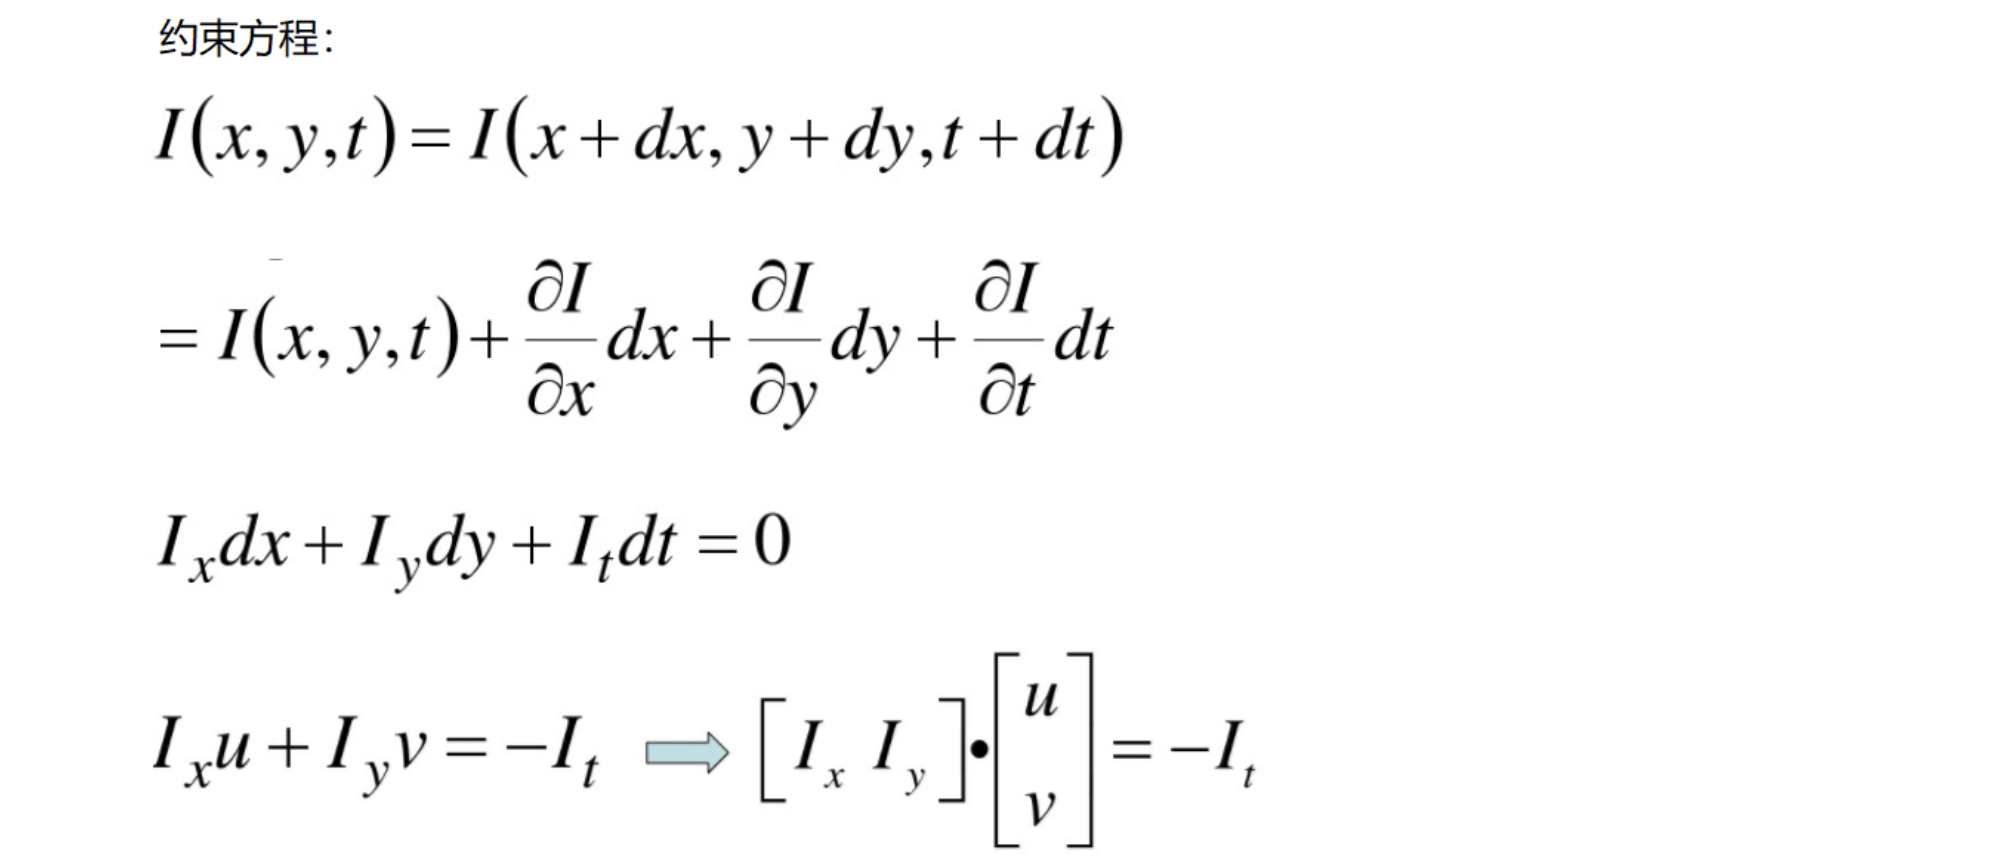 约束方程：
I(x, y, t) = I(x + dx, y + dy, t + dt)
= I(x, y, t) + ∂I/∂x dx + ∂I/∂y dy + ∂I/∂t dt
I_x dx + I_y dy + I_t dt = 0
I_x u + I_y v = −I_t ⇒ [I_x I_y] • [u v] = −I_t